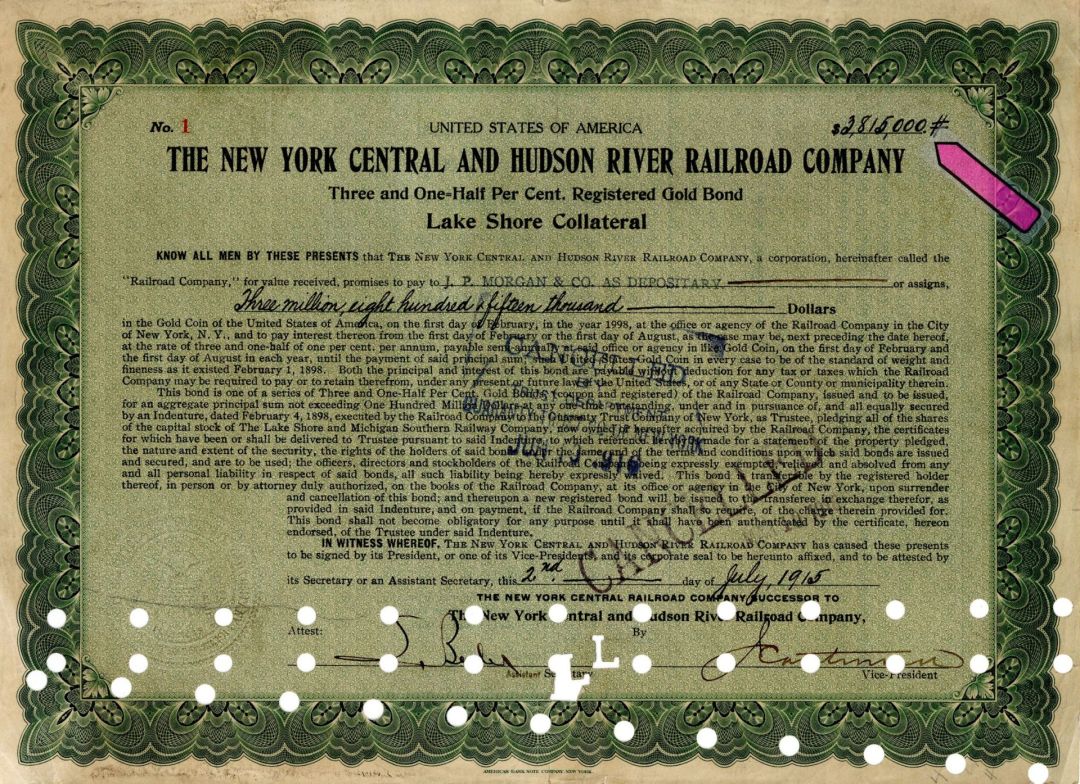 No. 1
UNITED STATES OF AMERICA
$3,815,000.#
THE NEW YORK CENTRAL AND HUDSON RIVER RAILROAD COMPANY
Three and One-Half Per Cent. Registered Gold Bond
Lake Shore Collateral
KNOW ALL MEN BY THESE PRESENTS that THE NEW YORK CENTRAL AND HUDSON RIVER RAILROAD COMPANY, a corporation, hereinafter called the
"Railroad Company," for value received, promises to pay to J. P. MORGAN & CO. AS DEPOSITARY. or assigns,
Three million, eight hundred & fifteen thousand Dollars
in the Gold Coin of the United States of America, on the first day of February, in the year 1998, at the office or agency of the Railroad Company in the City
of New York, N. Y., and to pay interest thereon from the first day of February or the first day of August, as the case may be, next preceding the date hereof,
at the rate of three and one-half of one per cent. per annum, payable semi-annually at said office or agency in like Gold Coin, on the first day of February and
the first day of August in each year, until the payment of said principal sum; such United States Gold Coin in every case to be of the standard of weight and
fineness as it existed February 1, 1898. Both the principal and interest of this bond are payable without deduction for any tax or taxes which the Railroad
Company may be required to pay or to retain therefrom, under any present or future law of the United States, or of any State or County or municipality therein.
This bond is one of a series of Three and One-Half Per Cent. Gold Bonds (coupon and registered) of the Railroad Company, issued and to be issued,
for an aggregate principal sum not exceeding One Hundred Million Dollars at any one time outstanding, under and in pursuance of, and all equally secured
by an Indenture, dated February 4, 1898, executed by the Railroad Company to the Guaranty Trust Company of New York, as Trustee, pledging all of the shares
of the capital stock of The Lake Shore and Michigan Southern Railway Company, now owned or hereafter acquired by the Railroad Company, the certificates
for which have been or shall be delivered to Trustee pursuant to said Indenture, to which reference is hereby made for a statement of the property pledged,
the nature and extent of the security, the rights of the holders of said bonds under the same, and the terms and conditions upon which said bonds are issued
and secured, and are to be used; the officers, directors and stockholders of the Railroad Company being expressly exempted, relieved and absolved from any
and all personal liability in respect of said bonds, all such liability being hereby expressly waived. This bond is transferable by the registered holder
thereof, in person or by attorney duly authorized, on the books of the Railroad Company, at its office or agency in the City of New York, upon surrender
and cancellation of this bond; and thereupon a new registered bond will be issued to the transferee in exchange therefor, as
provided in said Indenture, and on payment, if the Railroad Company shall so require, of the charge therein provided for.
This bond shall not become obligatory for any purpose until it shall have been authenticated by the certificate, hereon
endorsed, of the Trustee under said Indenture.
IN WITNESS WHEREOF, THE NEW YORK CENTRAL AND HUDSON RIVER RAILROAD COMPANY has caused these presents
to be signed by its President, or one of its Vice-Presidents, and its corporate seal to be hereunto affixed, and to be attested by
its Secretary or an Assistant Secretary, this 2nd. day of July, 1915
CANCELLED
THE NEW YORK CENTRAL RAILROAD COMPANY, SUCCESSOR TO
The New York Central and Hudson River Railroad Company,
Attest: By
Assistant Secretary Vice-President
AMERICAN BANK NOTE COMPANY, NEW YORK.